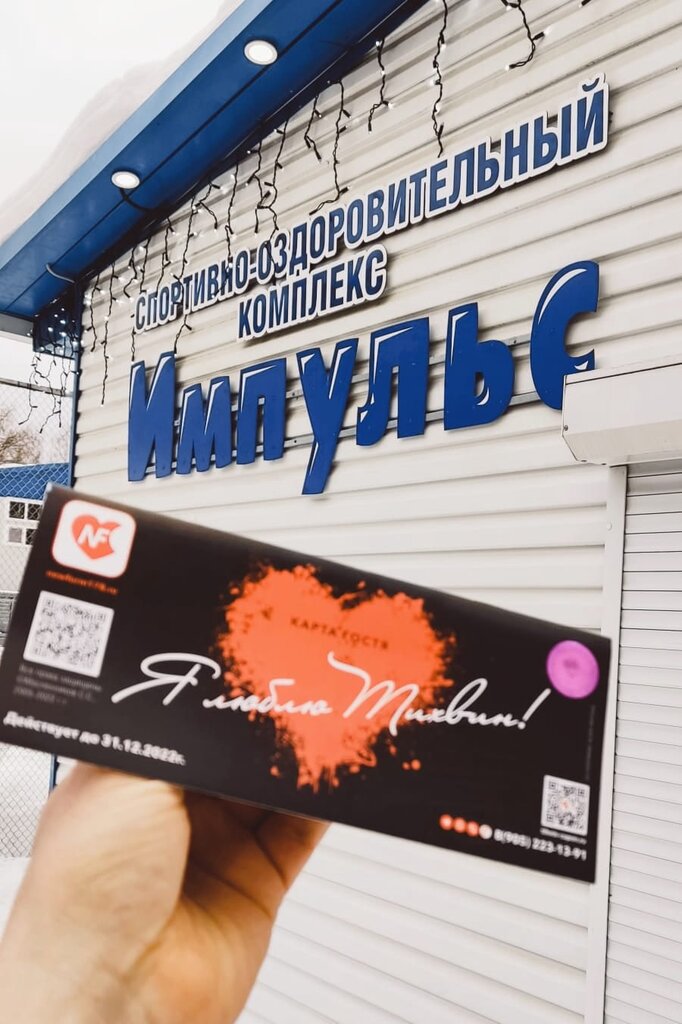 СПОРТИВНО-ОЗДОРОВИТЕЛЬНЫЙ
КОМПЛЕКС
Импульс
NF
КАРТА ГОСТЯ
Я люблю Тихвин!
Действует до 31.12.2022г.
8(905) 223-13-91